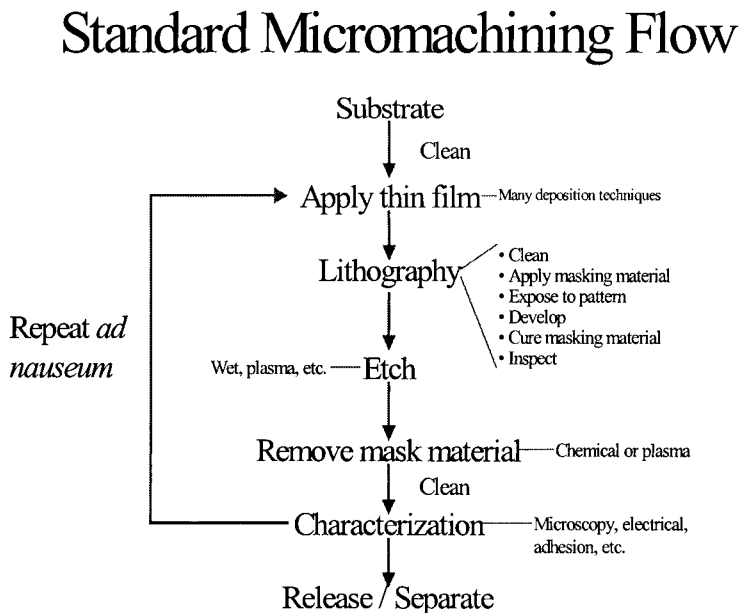 Standard Micromachining Flow
Substrate
Clean
Apply thin film
Many deposition techniques
Lithography
• Clean
• Apply masking material
• Expose to pattern
• Develop
• Cure masking material
• Inspect
Repeat ad
nauseum
Wet, plasma, etc.
Etch
Remove mask material
Chemical or plasma
Clean
Characterization
Microscopy, electrical,
adhesion, etc.
Release / Separate